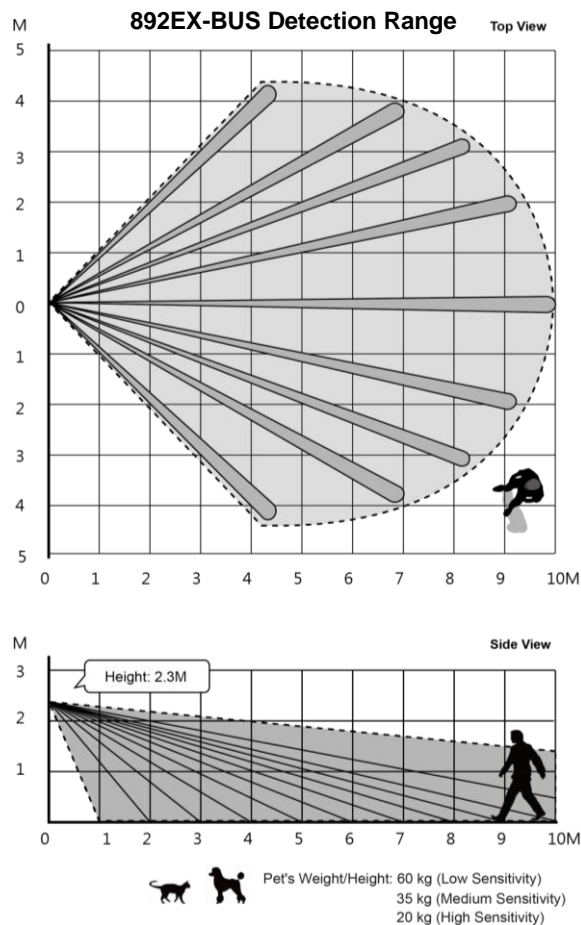 892EX-BUS Detection Range
M
Top View
5
4
3
2
1
0
1
2
3
4
5
0 1 2 3 4 5 6 7 8 9 10M
M
Side View
3
Height: 2.3M
2
1
0 1 2 3 4 5 6 7 8 9 10M
Pet's Weight/Height: 60 kg (Low Sensitivity)
35 kg (Medium Sensitivity)
20 kg (High Sensitivity)